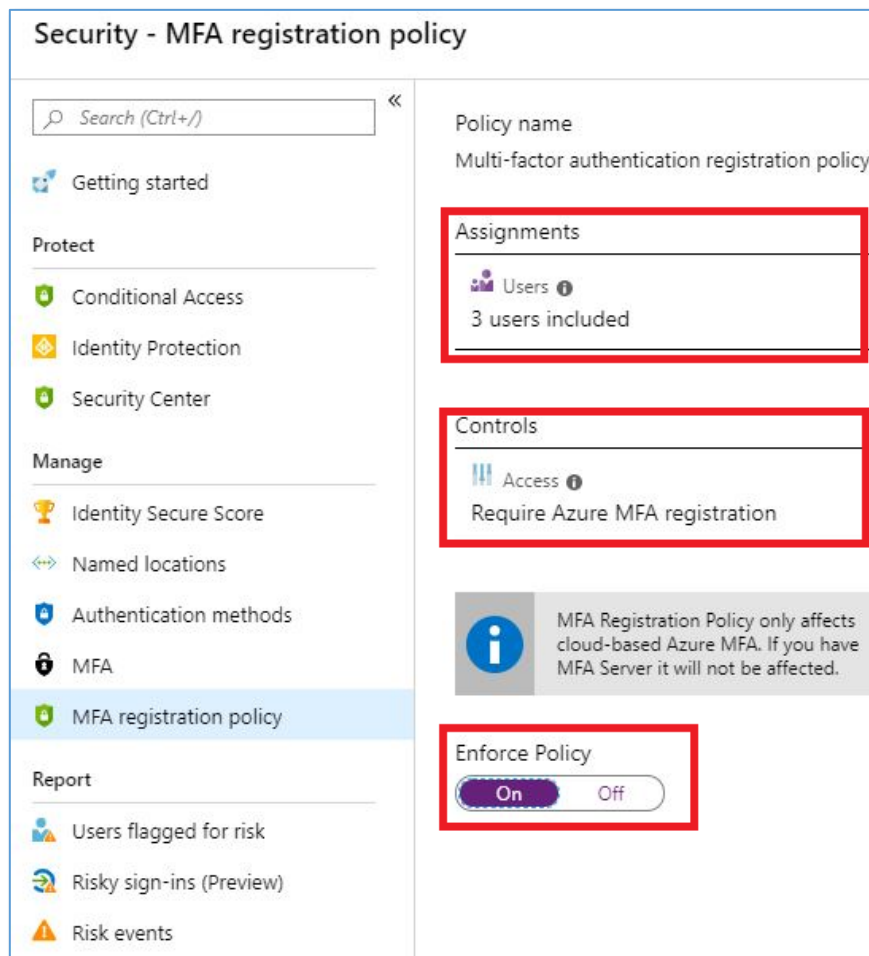 Security - MFA registration policy
Search (Ctrl+/)
«
Getting started
Protect
Conditional Access
Identity Protection
Security Center
Manage
Identity Secure Score
Named locations
Authentication methods
MFA
MFA registration policy
Report
Users flagged for risk
Risky sign-ins (Preview)
Risk events
Policy name
Multi-factor authentication registration policy
Assignments
Users
3 users included
Controls
Access
Require Azure MFA registration
MFA Registration Policy only affects
cloud-based Azure MFA. If you have
MFA Server it will not be affected.
Enforce Policy
On Off